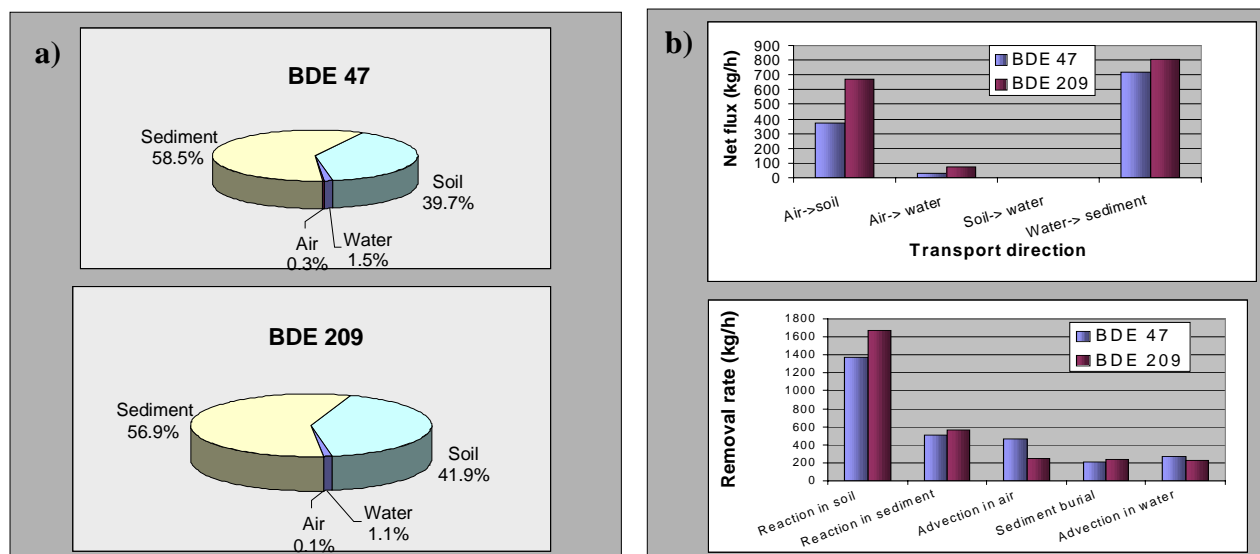 a)
BDE 47
Sediment
58.5%
Soil
39.7%
Air
0.3%
Water
1.5%
BDE 209
Sediment
56.9%
Soil
41.9%
Air
0.1%
Water
1.1%
b)
Net flux (kg/h)
900
800
700
600
500
400
300
200
100
0
BDE 47
BDE 209
Air->soil
Air-> water
Soil-> water
Water-> sediment
Transport direction
Removal rate (kg/h)
1800
1600
1400
1200
1000
800
600
400
200
0
BDE 47
BDE 209
Reaction in soil
Reaction in sediment
Advection in air
Sediment burial
Advection in water